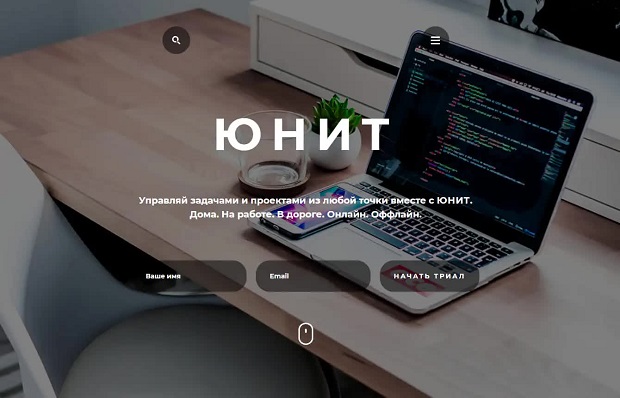 ЮНИТ
Управляй задачами и проектами из любой точки вместе с ЮНИТ.
Дома. На работе. В дороге. Онлайн. Оффлайн.
Ваше имя
Email
НАЧАТЬ ТРИАЛ